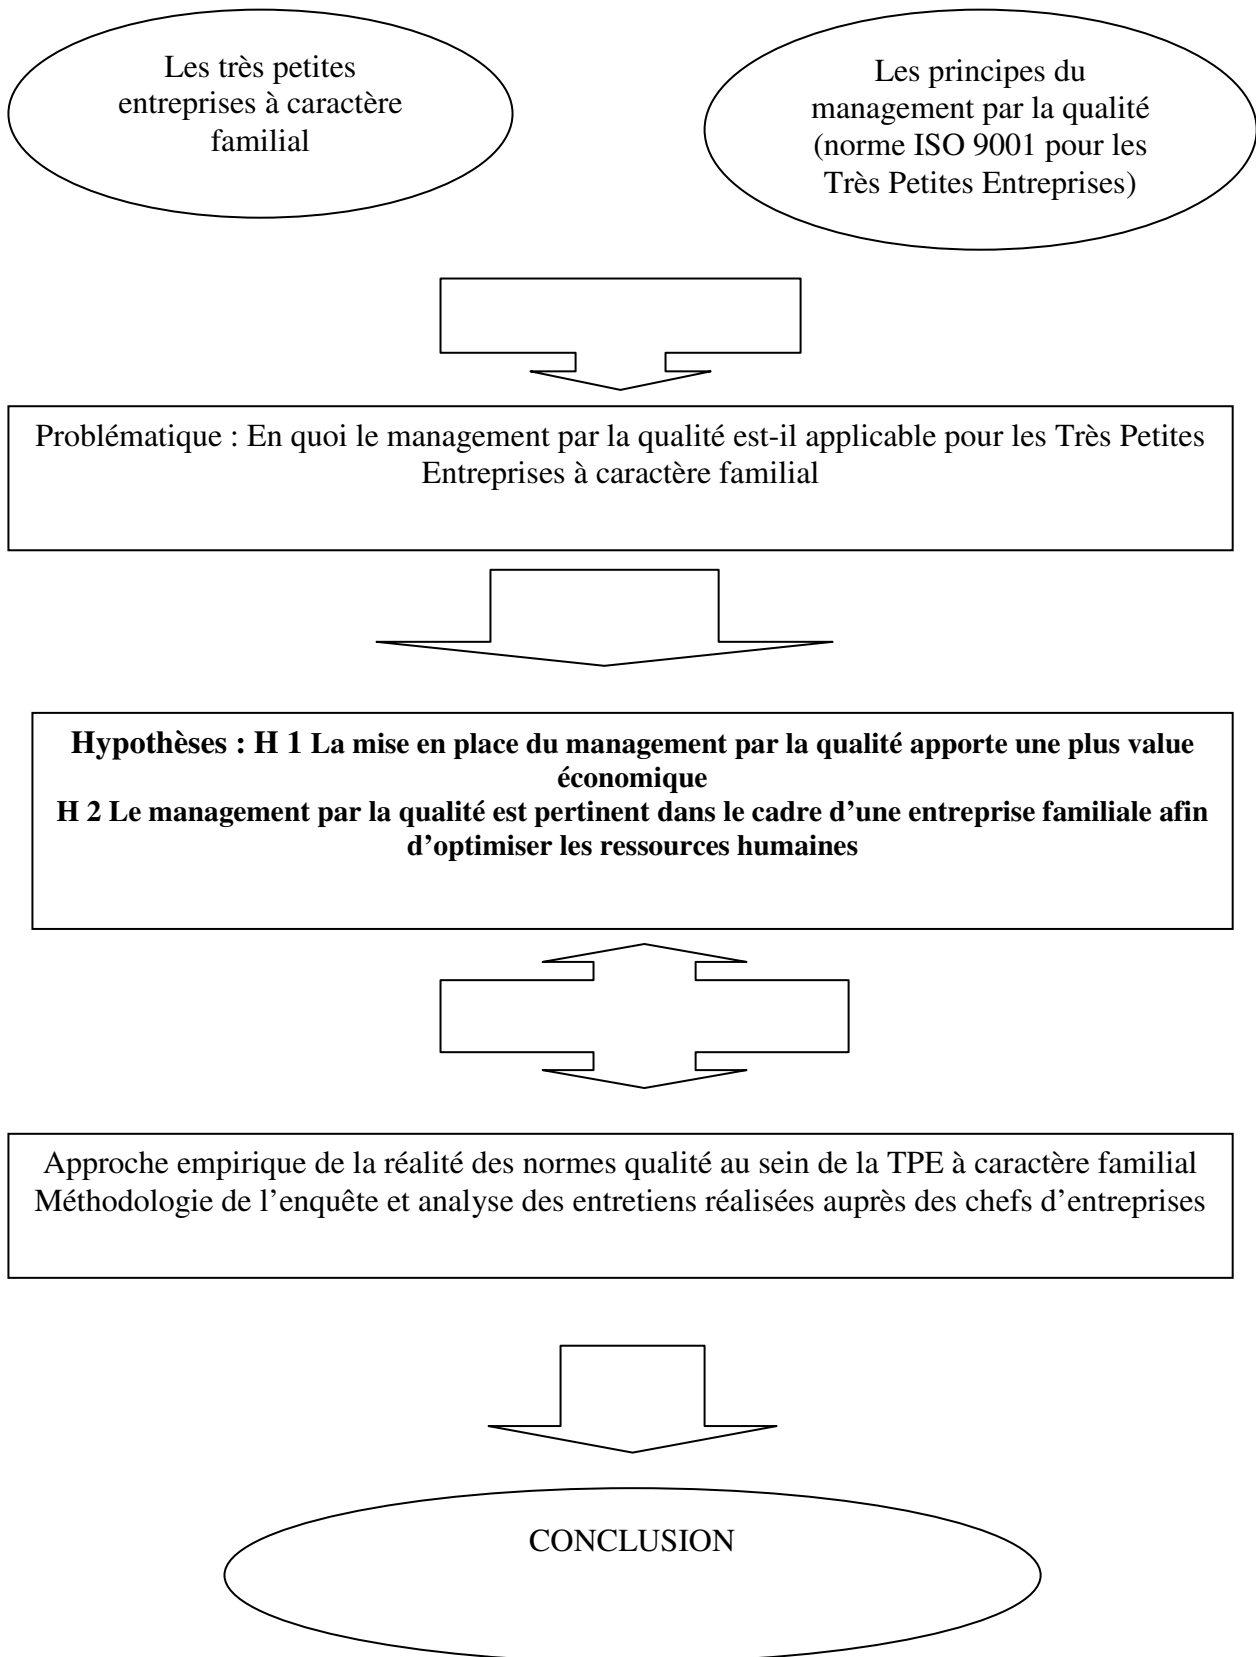 Les très petites
entreprises à caractère
familial
Les principes du
management par la qualité
(norme ISO 9001 pour les
Très Petites Entreprises)
Problématique : En quoi le management par la qualité est-il applicable pour les Très Petites
Entreprises à caractère familial
Hypothèses : H 1 La mise en place du management par la qualité apporte une plus value
économique
H 2 Le management par la qualité est pertinent dans le cadre d’une entreprise familiale afin
d’optimiser les ressources humaines
Approche empirique de la réalité des normes qualité au sein de la TPE à caractère familial
Méthodologie de l’enquête et analyse des entretiens réalisées auprès des chefs d’entreprises
CONCLUSION